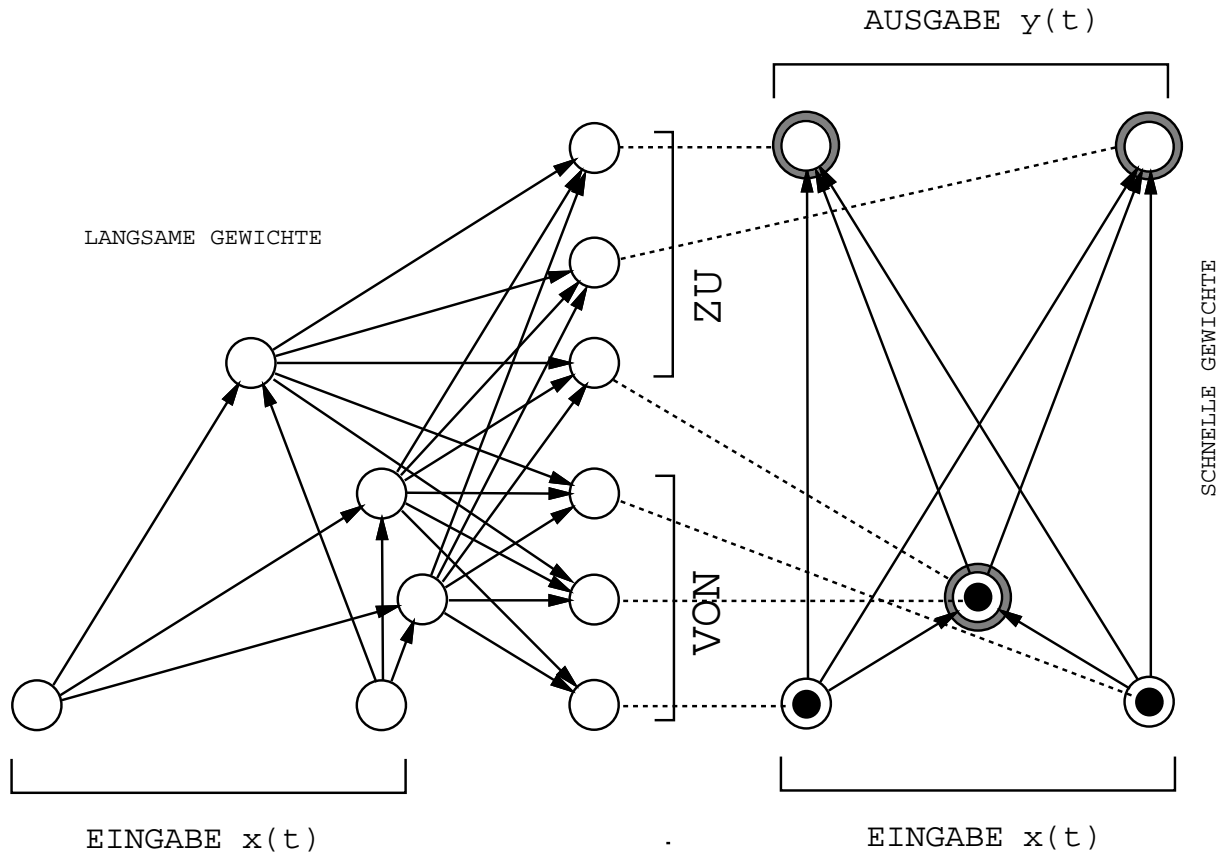 AUSGABE y(t)
LANGSAME GEWICHTE
ZU
SCHNELLE GEWICHTE
VON
EINGABE x(t)
EINGABE x(t)